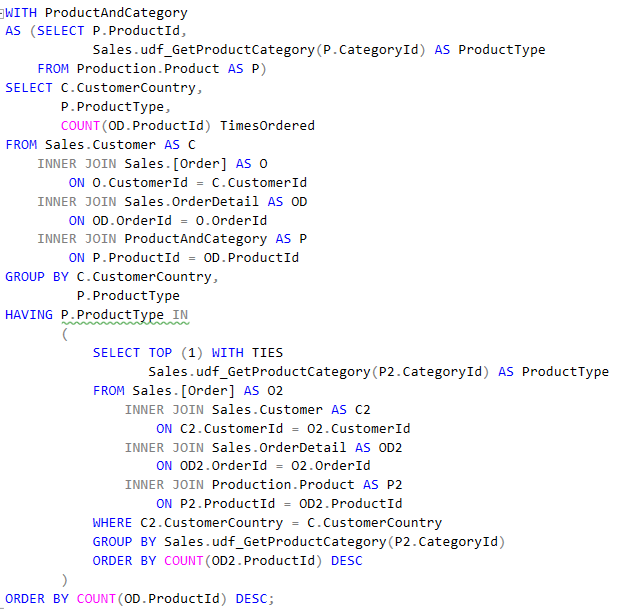 WITH ProductAndCategory
AS (SELECT P.ProductId,
Sales.udf_GetProductCategory(P.CategoryId) AS ProductType
FROM Production.Product AS P)
SELECT C.CustomerCountry,
P.ProductType,
COUNT(OD.ProductId) TimesOrdered
FROM Sales.Customer AS C
INNER JOIN Sales.[Order] AS O
ON O.CustomerId = C.CustomerId
INNER JOIN Sales.OrderDetail AS OD
ON OD.OrderId = O.OrderId
INNER JOIN ProductAndCategory AS P
ON P.ProductId = OD.ProductId
GROUP BY C.CustomerCountry,
P.ProductType
HAVING P.ProductType IN
(
SELECT TOP (1) WITH TIES
Sales.udf_GetProductCategory(P2.CategoryId) AS ProductType
FROM Sales.[Order] AS O2
INNER JOIN Sales.Customer AS C2
ON C2.CustomerId = O2.CustomerId
INNER JOIN Sales.OrderDetail AS OD2
ON OD2.OrderId = O2.OrderId
INNER JOIN Production.Product AS P2
ON P2.ProductId = OD2.ProductId
WHERE C2.CustomerCountry = C.CustomerCountry
GROUP BY Sales.udf_GetProductCategory(P2.CategoryId)
ORDER BY COUNT(OD2.ProductId) DESC
)
ORDER BY COUNT(OD.ProductId) DESC;